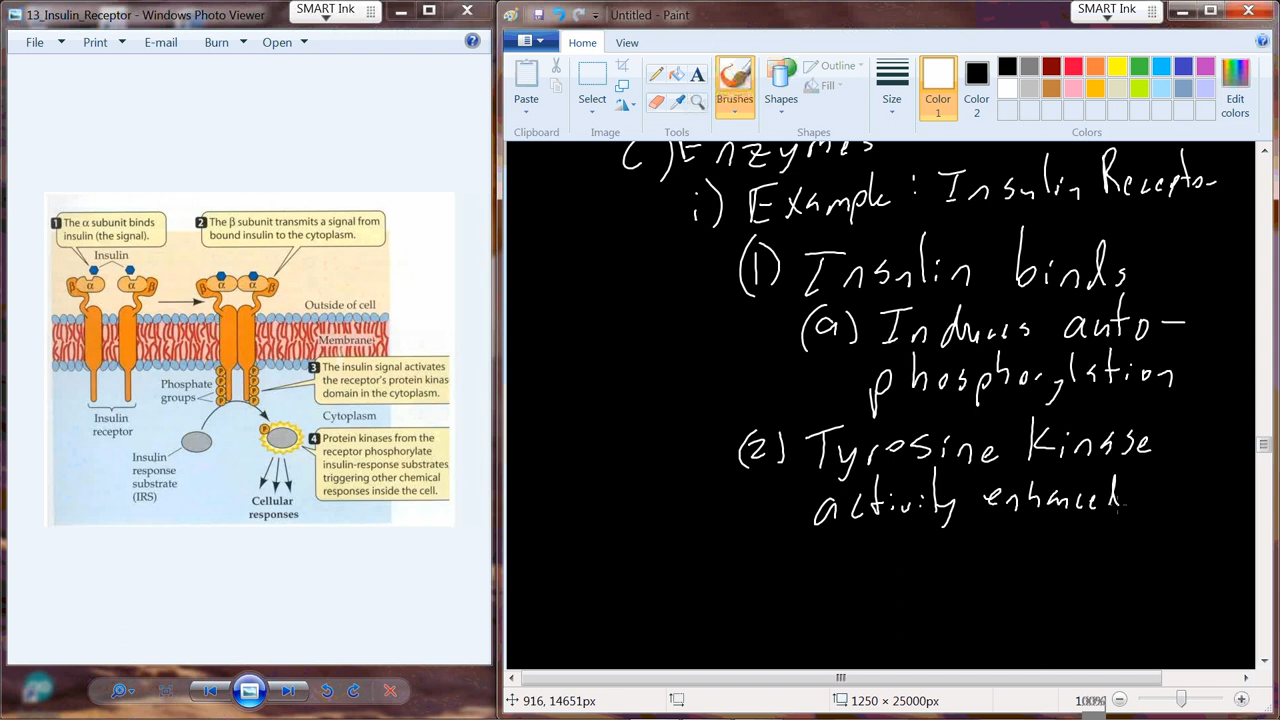 13_Insulin_Receptor - Windows Photo Viewer
SMART Ink
File Print E-mail Burn Open
1 The α subunit binds
insulin (the signal).
2 The β subunit transmits a signal from
bound insulin to the cytoplasm.
Insulin
β α α β β α α β
Outside of cell
Membrane
3 The insulin signal activates
the receptor's protein kinas
domain in the cytoplasm.
Phosphate
groups
P P P P P P P P
Cytoplasm
Insulin
receptor
P
4 Protein kinases from the
receptor phosphorylate
insulin-response substrates
triggering other chemical
responses inside the cell.
Insulin
response
substrate
(IRS)
Cellular
responses
Untitled - Paint
SMART Ink
Home View
Paste Select A Brushes Shapes Outline Fill Size Color 1 Color 2 Edit colors
Clipboard Image Tools Shapes Colors
C) Enzymes
i) Example: Insulin Receptor
(1) Insulin binds
(a) Induces auto-
phosphorylation
(2) Tyrosine Kinase
activity enhanced
916, 14651px 1250 × 25000px 100%